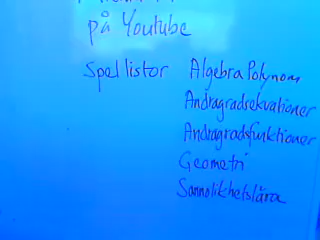 på Youtube
Spellistor Algebra Polynom
Andragradsekvationer
Andragradsfunktioner
Geometri
Sannolikhetslära